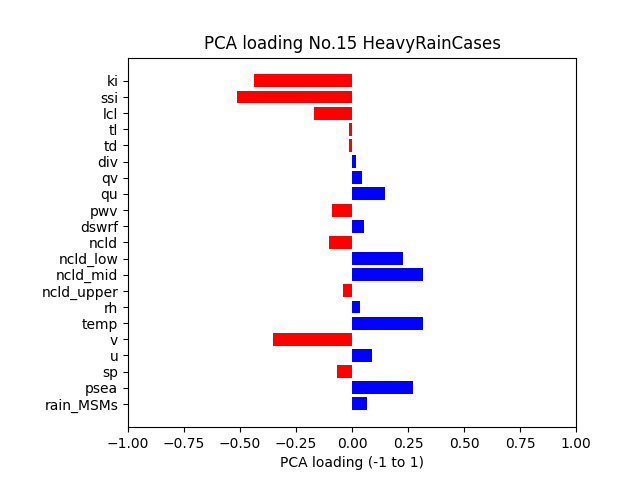 PCA loading No.15 HeavyRainCases
ki
ssi
lcl
tl
td
div
qv
qu
pwv
dswrf
ncld
ncld_low
ncld_mid
ncld_upper
rh
temp
v
u
sp
psea
rain_MSMs
−1.00 −0.75 −0.50 −0.25 0.00 0.25 0.50 0.75 1.00
PCA loading (-1 to 1)